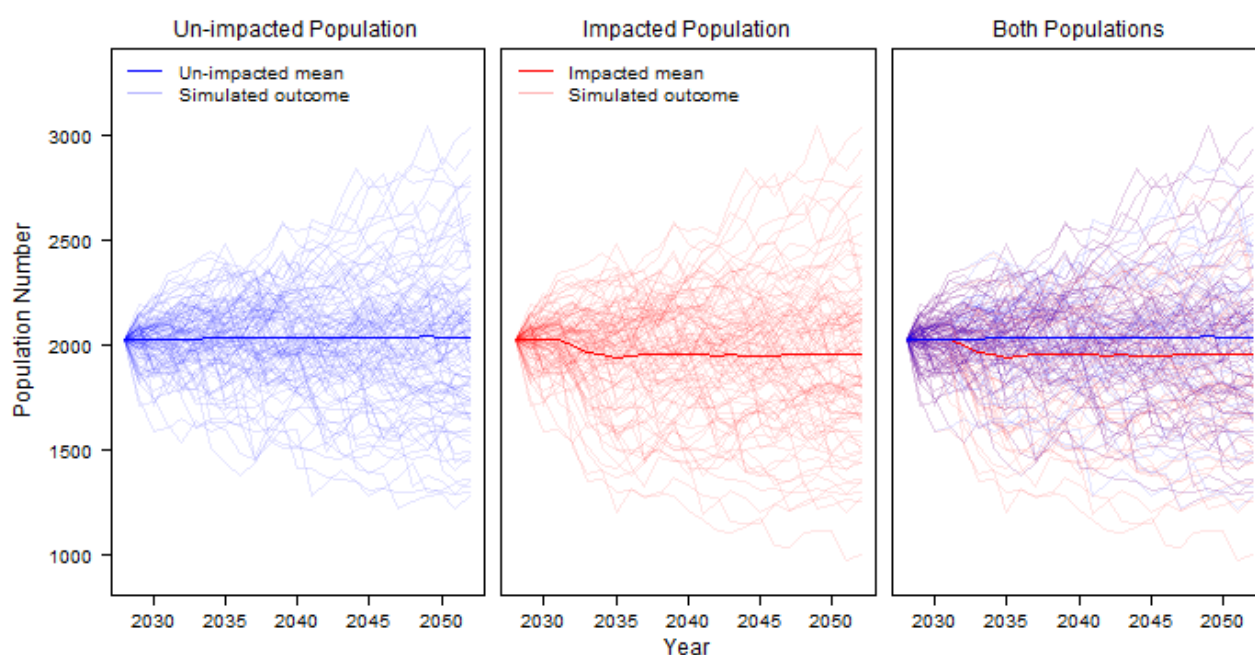 Un-impacted Population
Impacted Population
Both Populations
Un-impacted mean
Simulated outcome
Impacted mean
Simulated outcome
Population Number
3000
2500
2000
1500
1000
2030 2035 2040 2045 2050
2030 2035 2040 2045 2050
2030 2035 2040 2045 2050
Year